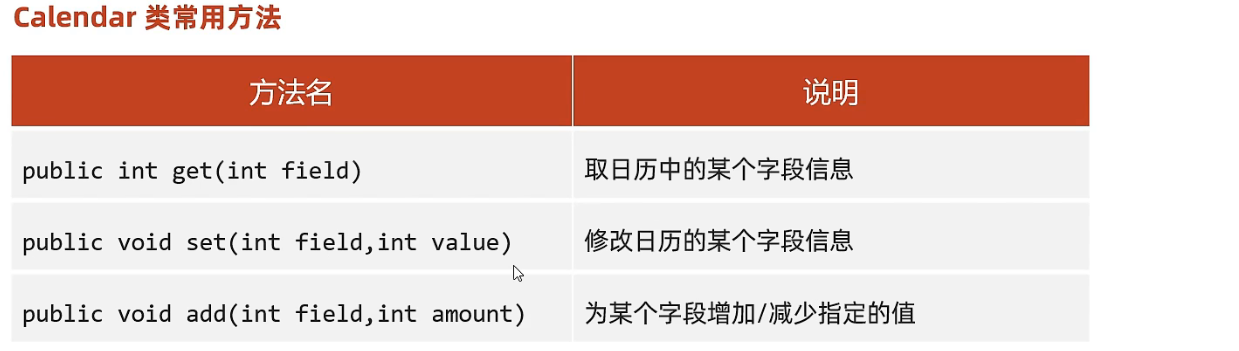 Calendar 类常用方法
方法名 说明
public int get(int field) 取日历中的某个字段信息
public void set(int field,int value) 修改日历的某个字段信息
public void add(int field,int amount) 为某个字段增加/减少指定的值